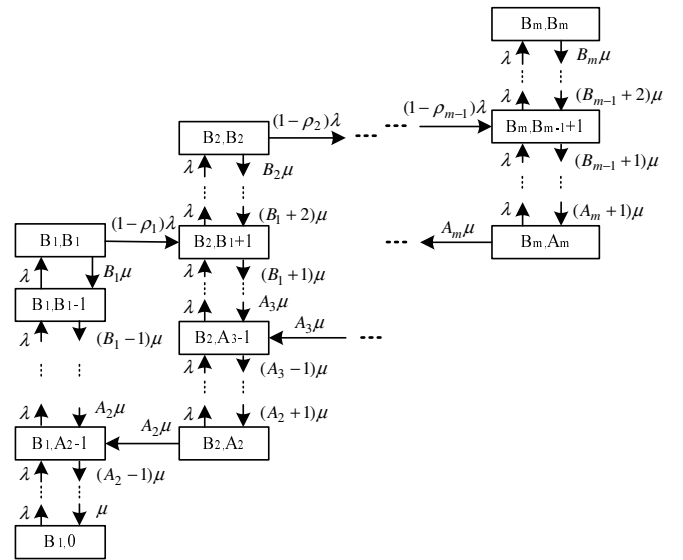 Bm,Bm
λ Bmμ
λ (Bm-1+2)μ
(1-ρ2)λ (1-ρm-1)λ
B2,B2 ··· ··· Bm,Bm-1+1
λ B2μ λ (Bm-1+1)μ
λ (B1+2)μ λ (Am+1)μ
(1-ρ1)λ Amμ
B1,B1 B2,B1+1 ··· Bm,Am
λ B1μ λ (B1+1)μ
B1,B1-1 λ A3μ
λ (B1-1)μ B2,A3-1 A3μ ···
λ (A3-1)μ
λ A2μ λ (A2+1)μ
A2μ
B1,A2-1 B2,A2
λ (A2-1)μ
λ μ
B1,0